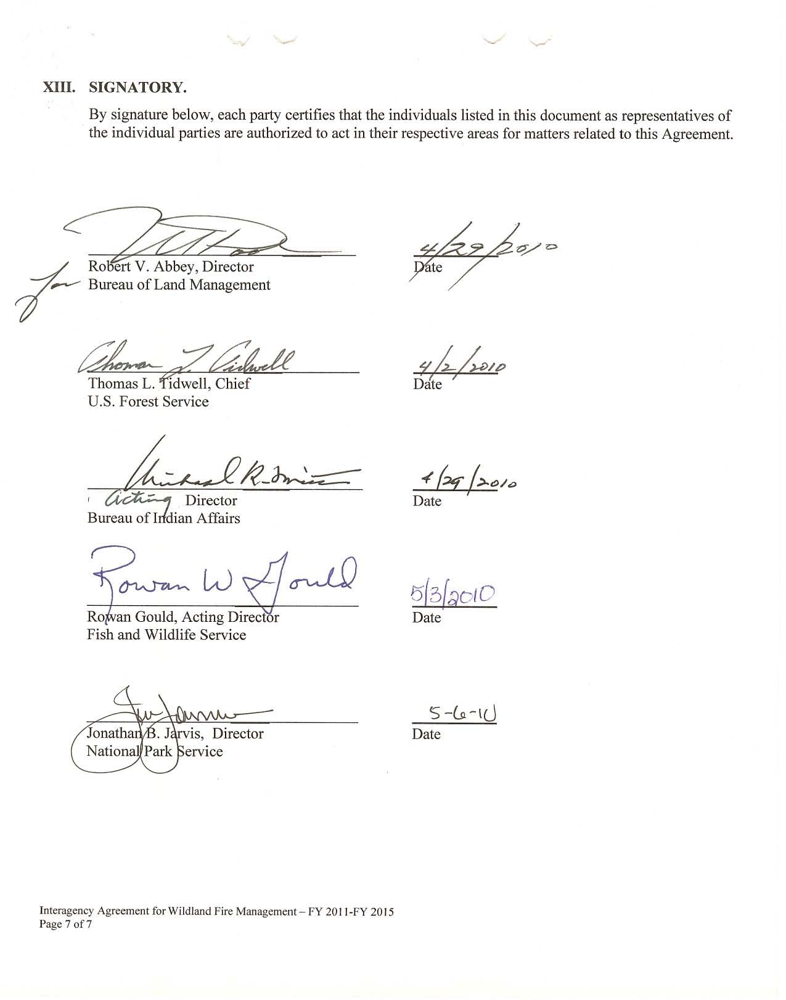 XIII. SIGNATORY.
By signature below, each party certifies that the individuals listed in this document as representatives of
the individual parties are authorized to act in their respective areas for matters related to this Agreement.
4/29/2010
Robert V. Abbey, Director
Date
for Bureau of Land Management
Thomas L. Tidwell
4/2/2010
Thomas L. Tidwell, Chief
Date
U.S. Forest Service
Michael R. Smith
4/29/2010
Acting Director
Date
Bureau of Indian Affairs
Rowan W Gould
5/3/2010
Rowan Gould, Acting Director
Date
Fish and Wildlife Service
5-6-10
Jonathan B. Jarvis, Director
Date
National Park Service
Interagency Agreement for Wildland Fire Management – FY 2011-FY 2015
Page 7 of 7